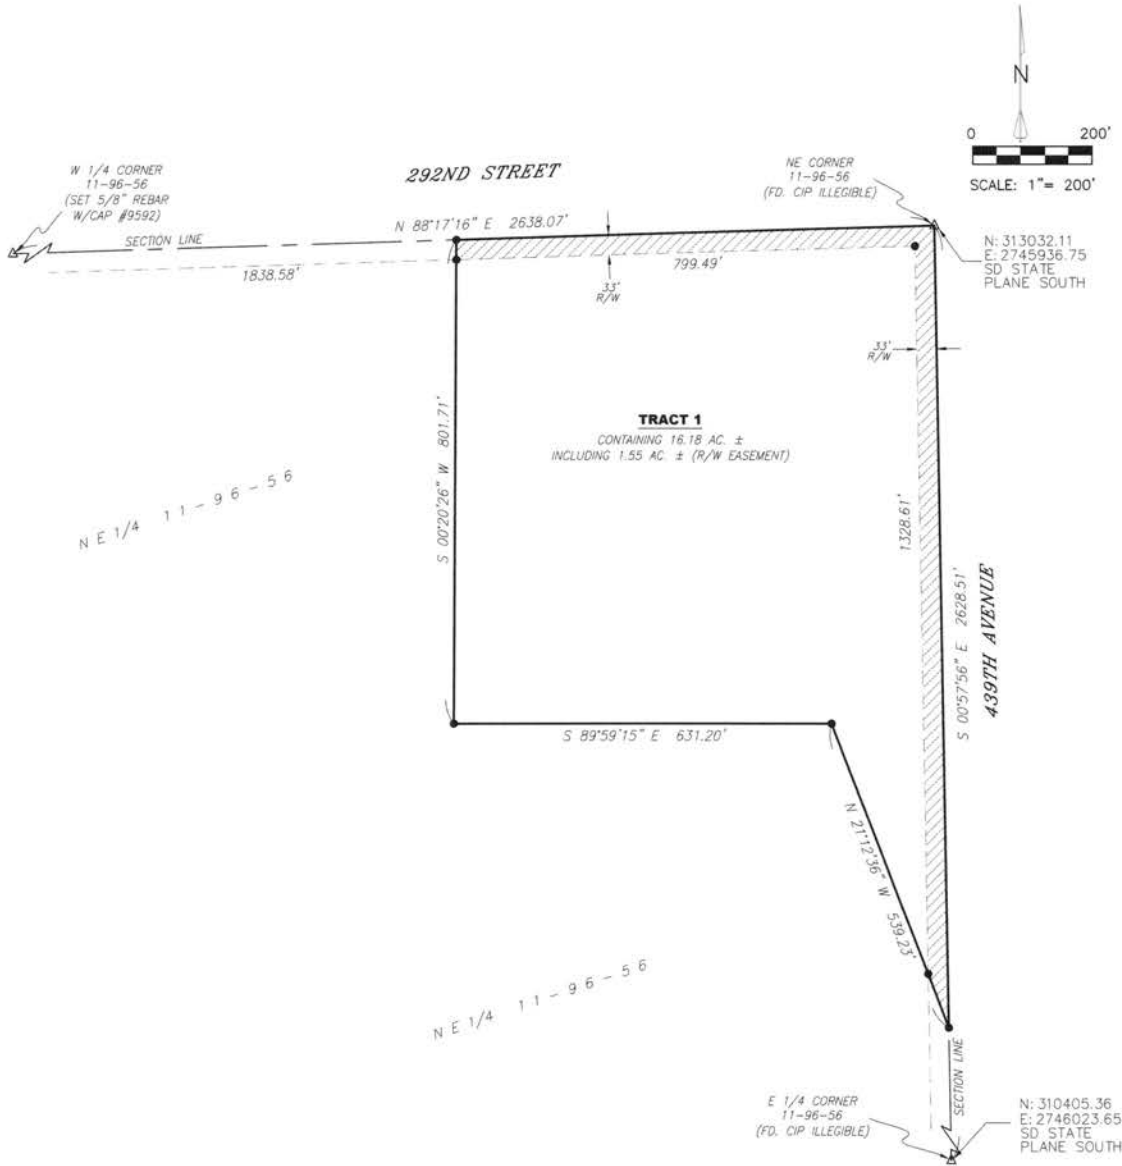 N
0 200'
SCALE: 1"= 200'
W 1/4 CORNER
11-96-56
(SET 5/8" REBAR
W/CAP #9592)
292ND STREET
NE CORNER
11-96-56
(FD. CIP ILLEGIBLE)
N 88°17'16" E 2638.07'
SECTION LINE
1838.58'
799.49'
33'
R/W
N: 313032.11
E: 2745936.75
SD STATE
PLANE SOUTH
33'
R/W
TRACT 1
CONTAINING 16.18 AC. ±
INCLUDING 1.55 AC. ± (R/W EASEMENT)
S 00°20'26" W 801.71'
NE 1/4 11-96-56
1328.61'
S 00°57'56" E 2628.51'
439TH AVENUE
S 89°59'15" E 631.20'
N 21°12'36" W 539.23'
NE 1/4 11-96-56
SECTION LINE
E 1/4 CORNER
11-96-56
(FD. CIP ILLEGIBLE)
N: 310405.36
E: 2746023.65
SD STATE
PLANE SOUTH